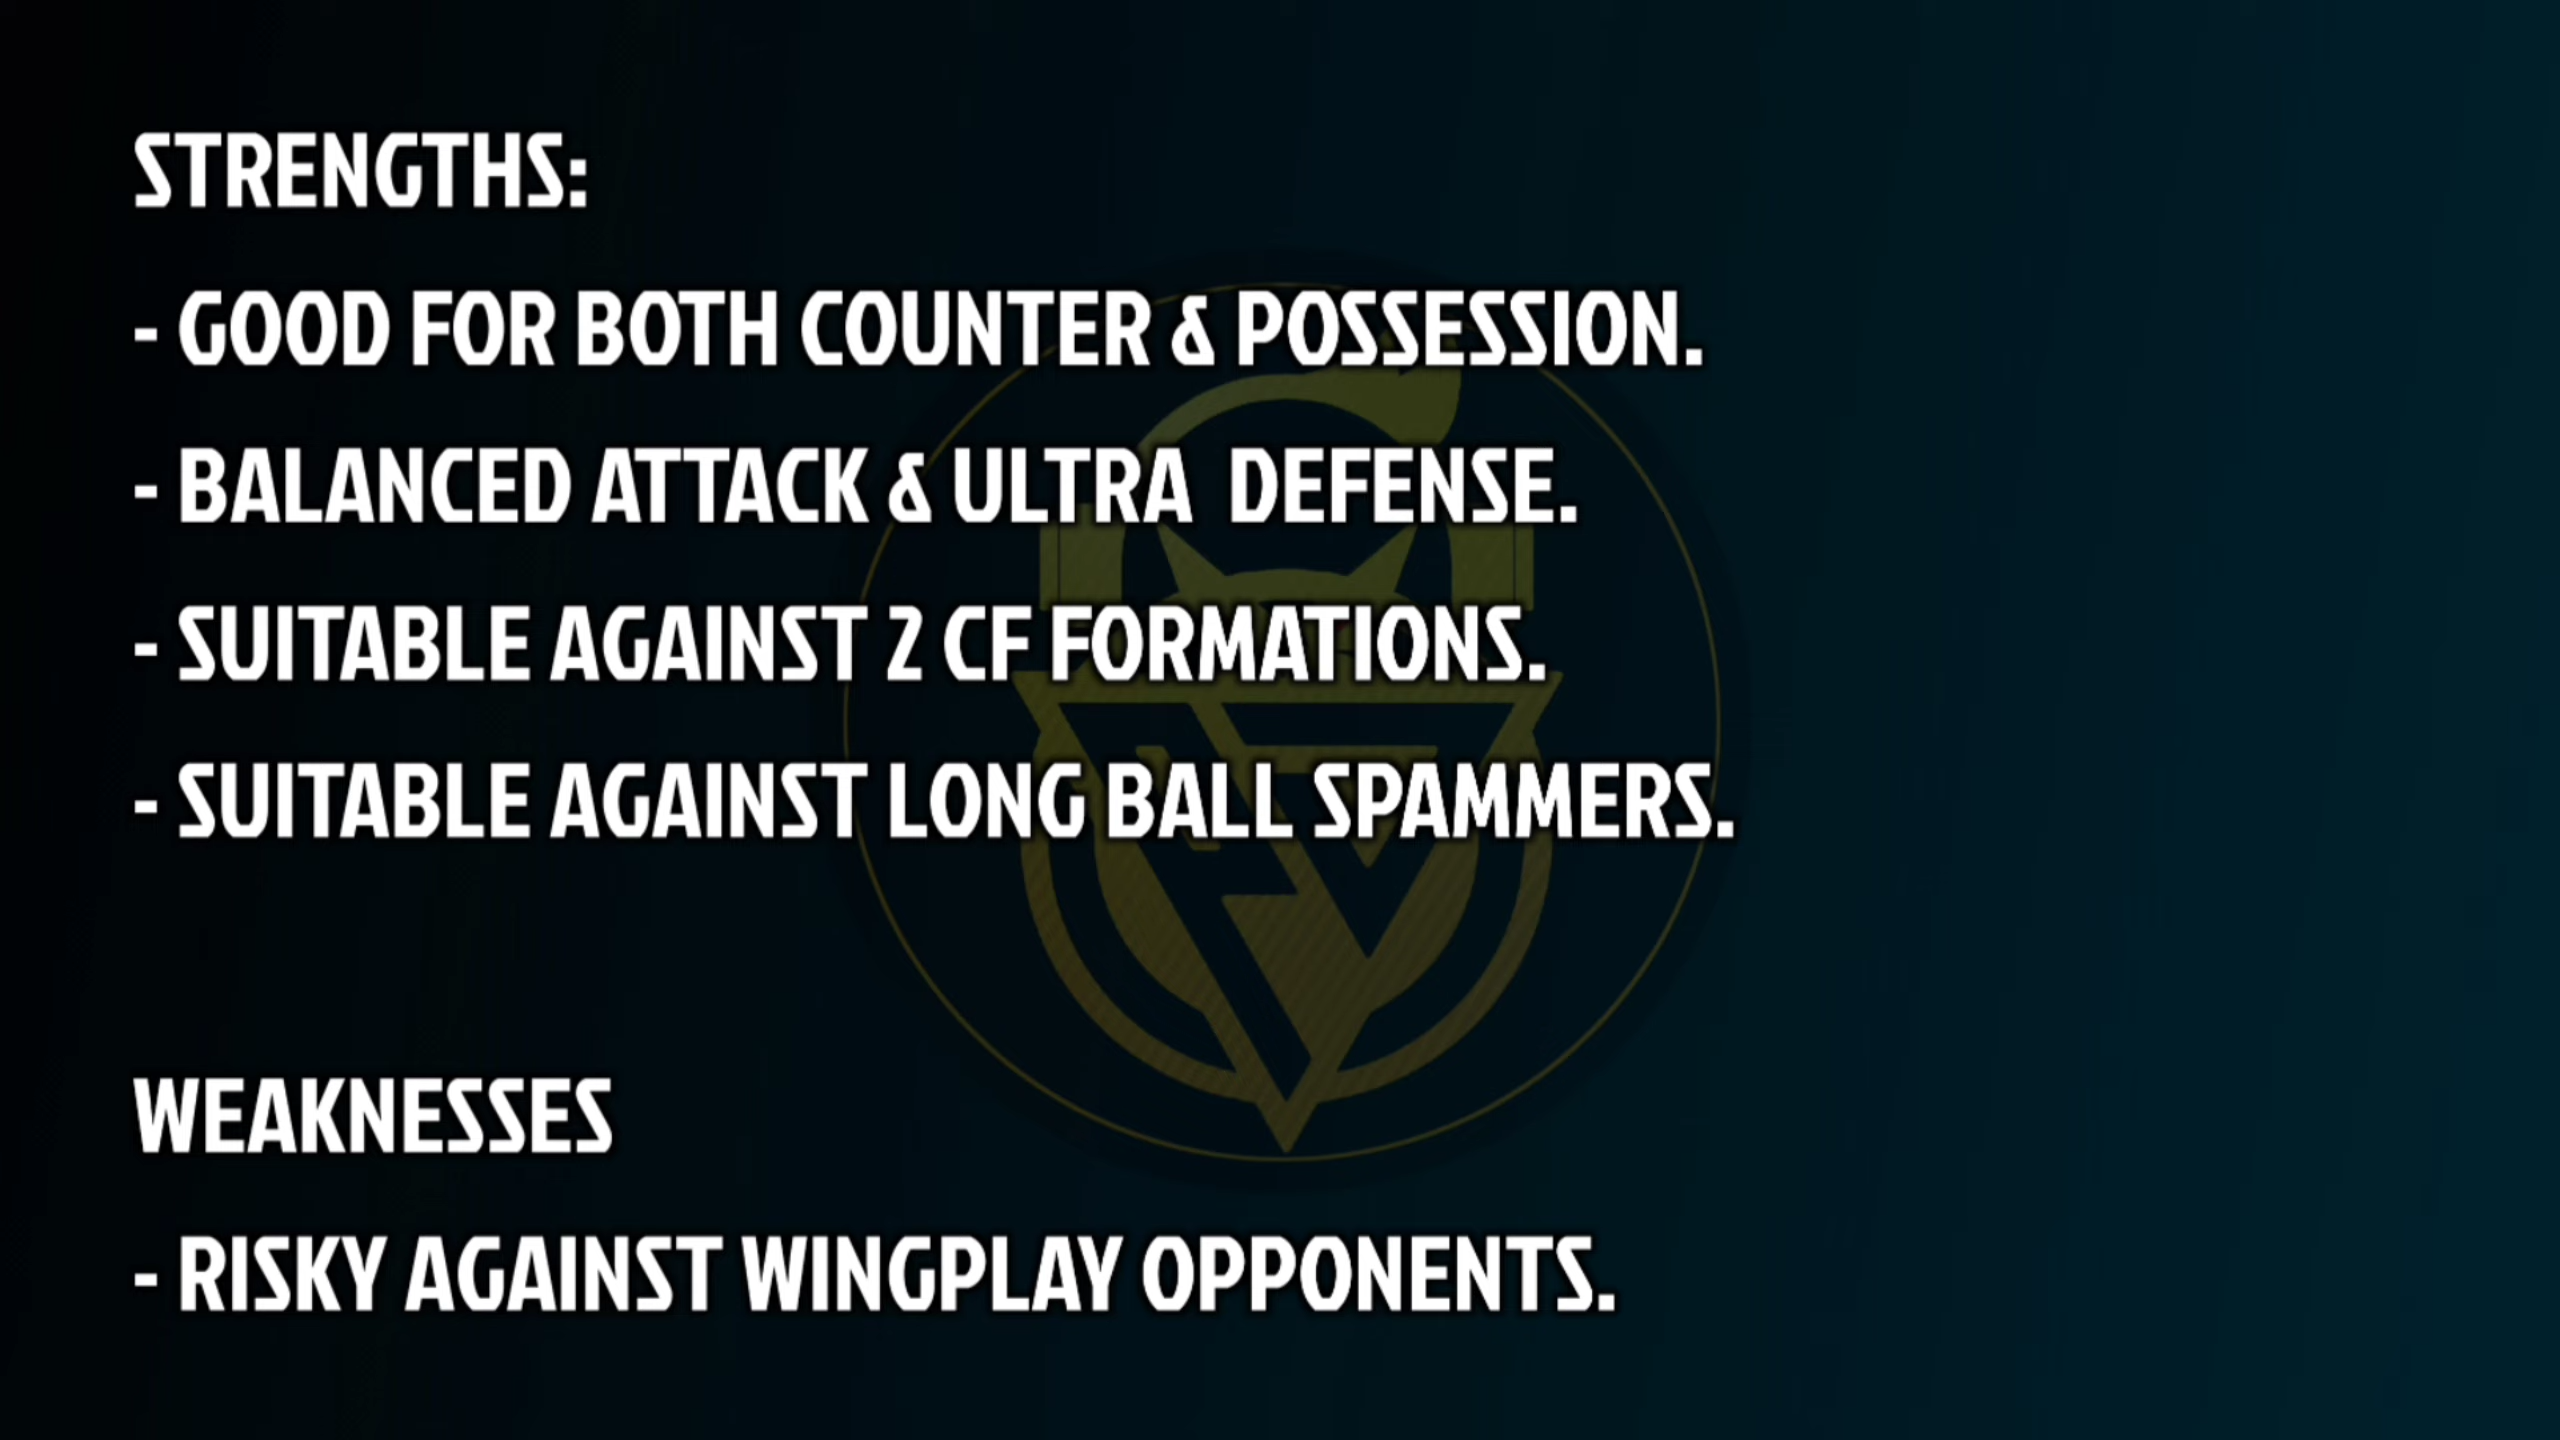 STRENGTHS:
- GOOD FOR BOTH COUNTER & POSSESSION.
- BALANCED ATTACK & ULTRA  DEFENSE.
- SUITABLE AGAINST 2 CF FORMATIONS.
- SUITABLE AGAINST LONG BALL SPAMMERS.
WEAKNESSES
- RISKY AGAINST WINGPLAY OPPONENTS.